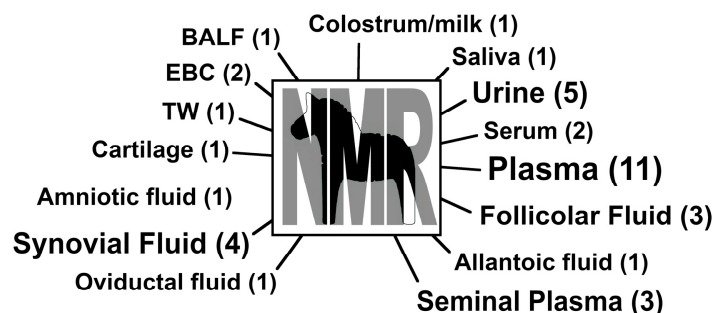 Colostrum/milk (1)
BALF (1)
Saliva (1)
EBC (2)
Urine (5)
TW (1)
Serum (2)
Cartilage (1)
NMR
Plasma (11)
Amniotic fluid (1)
Follicolar Fluid (3)
Synovial Fluid (4)
Allantoic fluid (1)
Oviductal fluid (1)
Seminal Plasma (3)